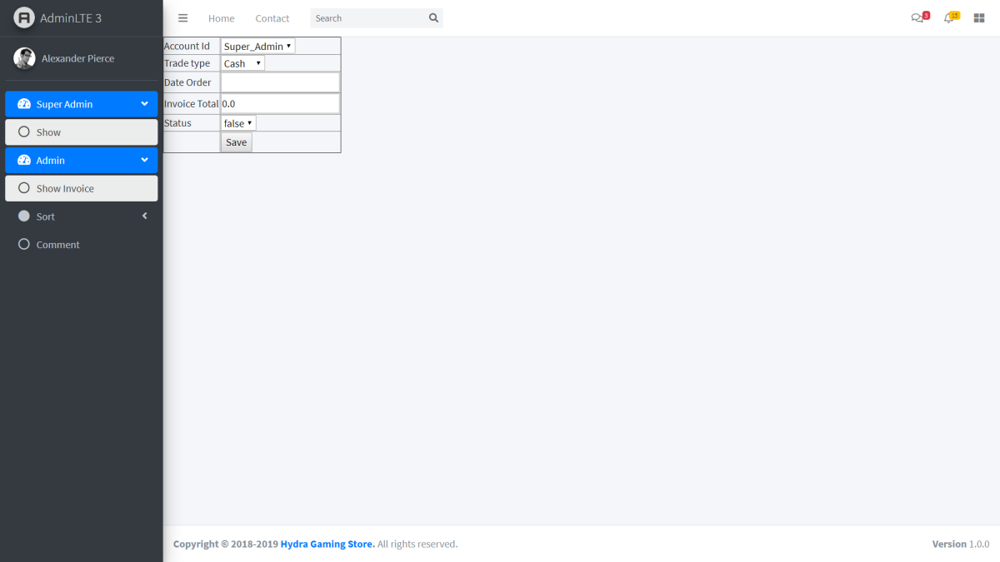 AdminLTE 3
Home
Contact
Search
3
15
Alexander Pierce
Super Admin
Show
Admin
Show Invoice
Sort
Comment
Account Id Super_Admin
Trade type Cash
Date Order
Invoice Total 0.0
Status false
Save
Copyright © 2018-2019 Hydra Gaming Store. All rights reserved.
Version 1.0.0